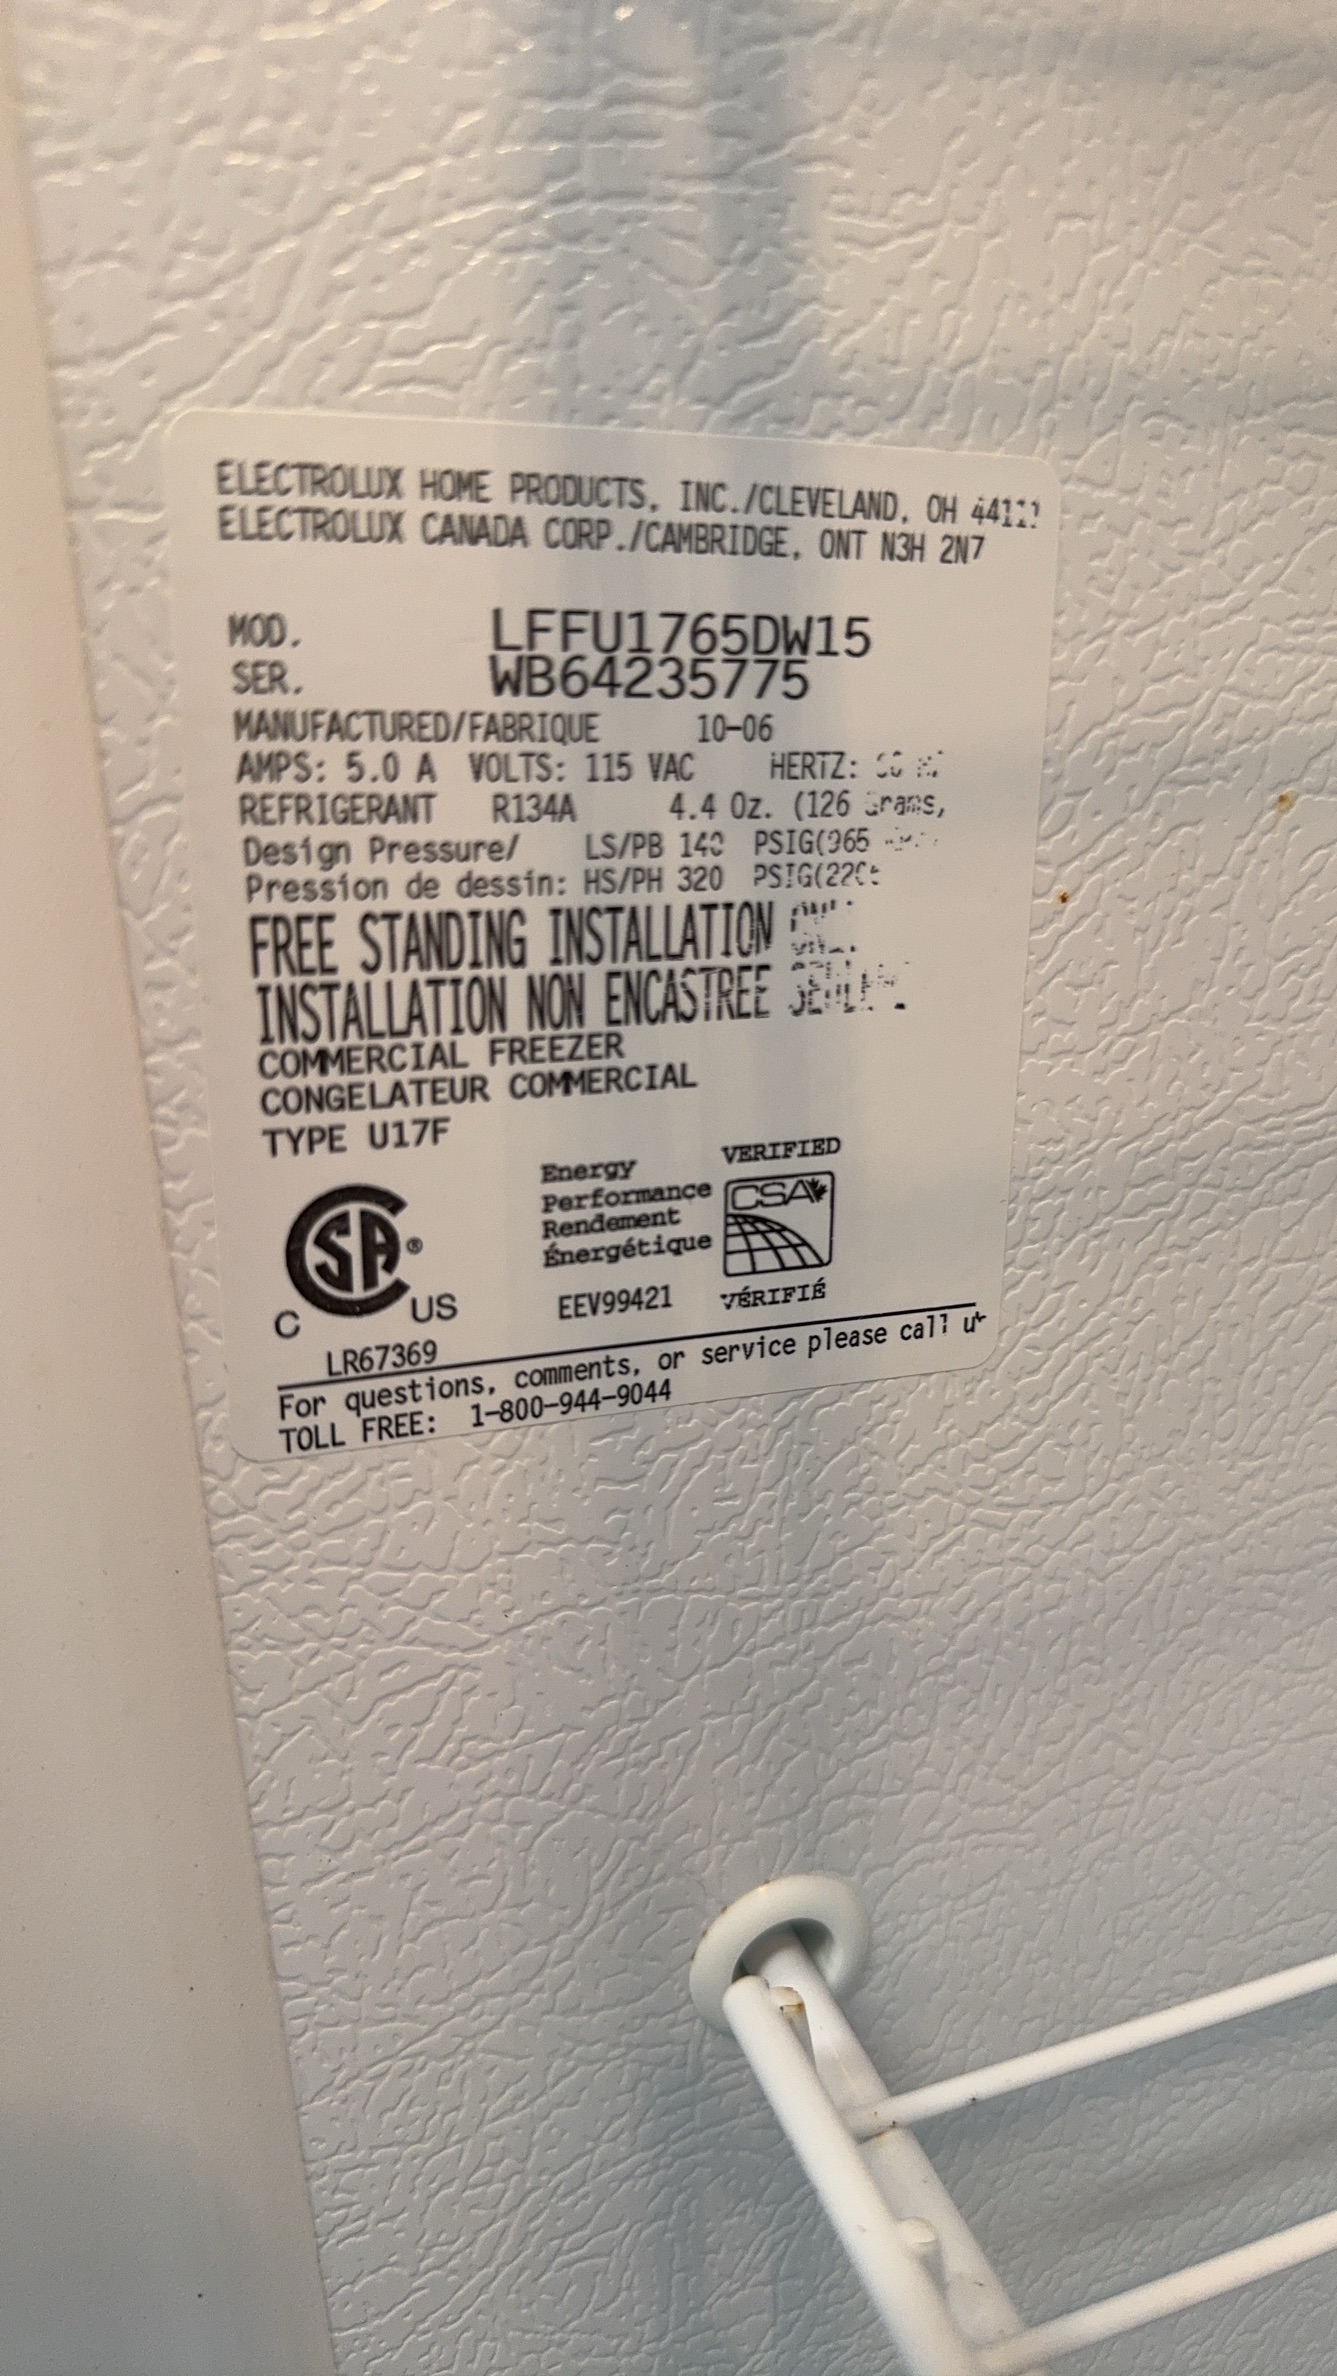 ELECTROLUX HOME PRODUCTS, INC./CLEVELAND, OH
ELECTROLUX CANADA CORP./CAMBRIDGE, ONT N3H 2N7
MOD. LFFU1765DW15
SER. WB64235775
MANUFACTURED/FABRIQUE 10-06
AMPS: 5.0 A VOLTS: 115 VAC HERTZ:
REFRIGERANT R134A 4.4 Oz. (126 Grams,
Design Pressure/ LS/PB 140 PSIG(965
Pression de dessin: HS/PH 320
FREE STANDING INSTALLATION
INSTALLATION NON ENCASTREE
COMMERCIAL FREEZER
CONGELATEUR COMMERCIAL
TYPE U17F
Energy
Performance
Rendement
Énergétique
EEV99421
VERIFIED
CSA
VÉRIFIÉ
SA ®
C US
LR67369
For questions, comments, or service please call
TOLL FREE: 1-800-944-9044